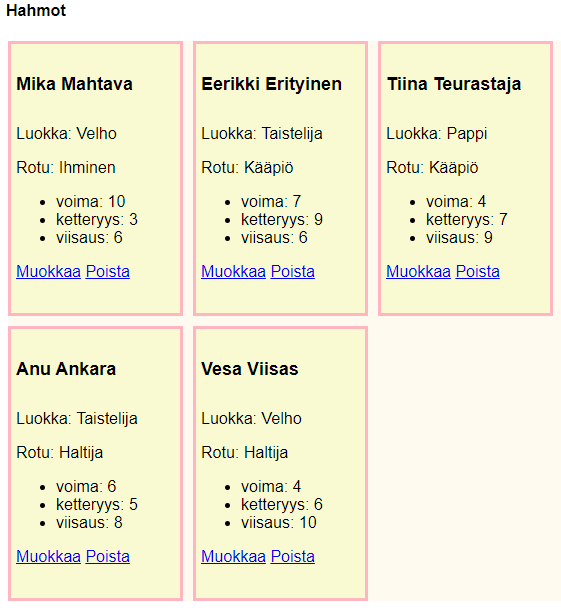 Hahmot
Mika Mahtava
Luokka: Velho
Rotu: Ihminen
voima: 10
ketteryys: 3
viisaus: 6
Muokkaa Poista
Eerikki Erityinen
Luokka: Taistelija
Rotu: Kääpiö
voima: 7
ketteryys: 9
viisaus: 6
Muokkaa Poista
Tiina Teurastaja
Luokka: Pappi
Rotu: Kääpiö
voima: 4
ketteryys: 7
viisaus: 9
Muokkaa Poista
Anu Ankara
Luokka: Taistelija
Rotu: Haltija
voima: 6
ketteryys: 5
viisaus: 8
Muokkaa Poista
Vesa Viisas
Luokka: Velho
Rotu: Haltija
voima: 4
ketteryys: 6
viisaus: 10
Muokkaa Poista